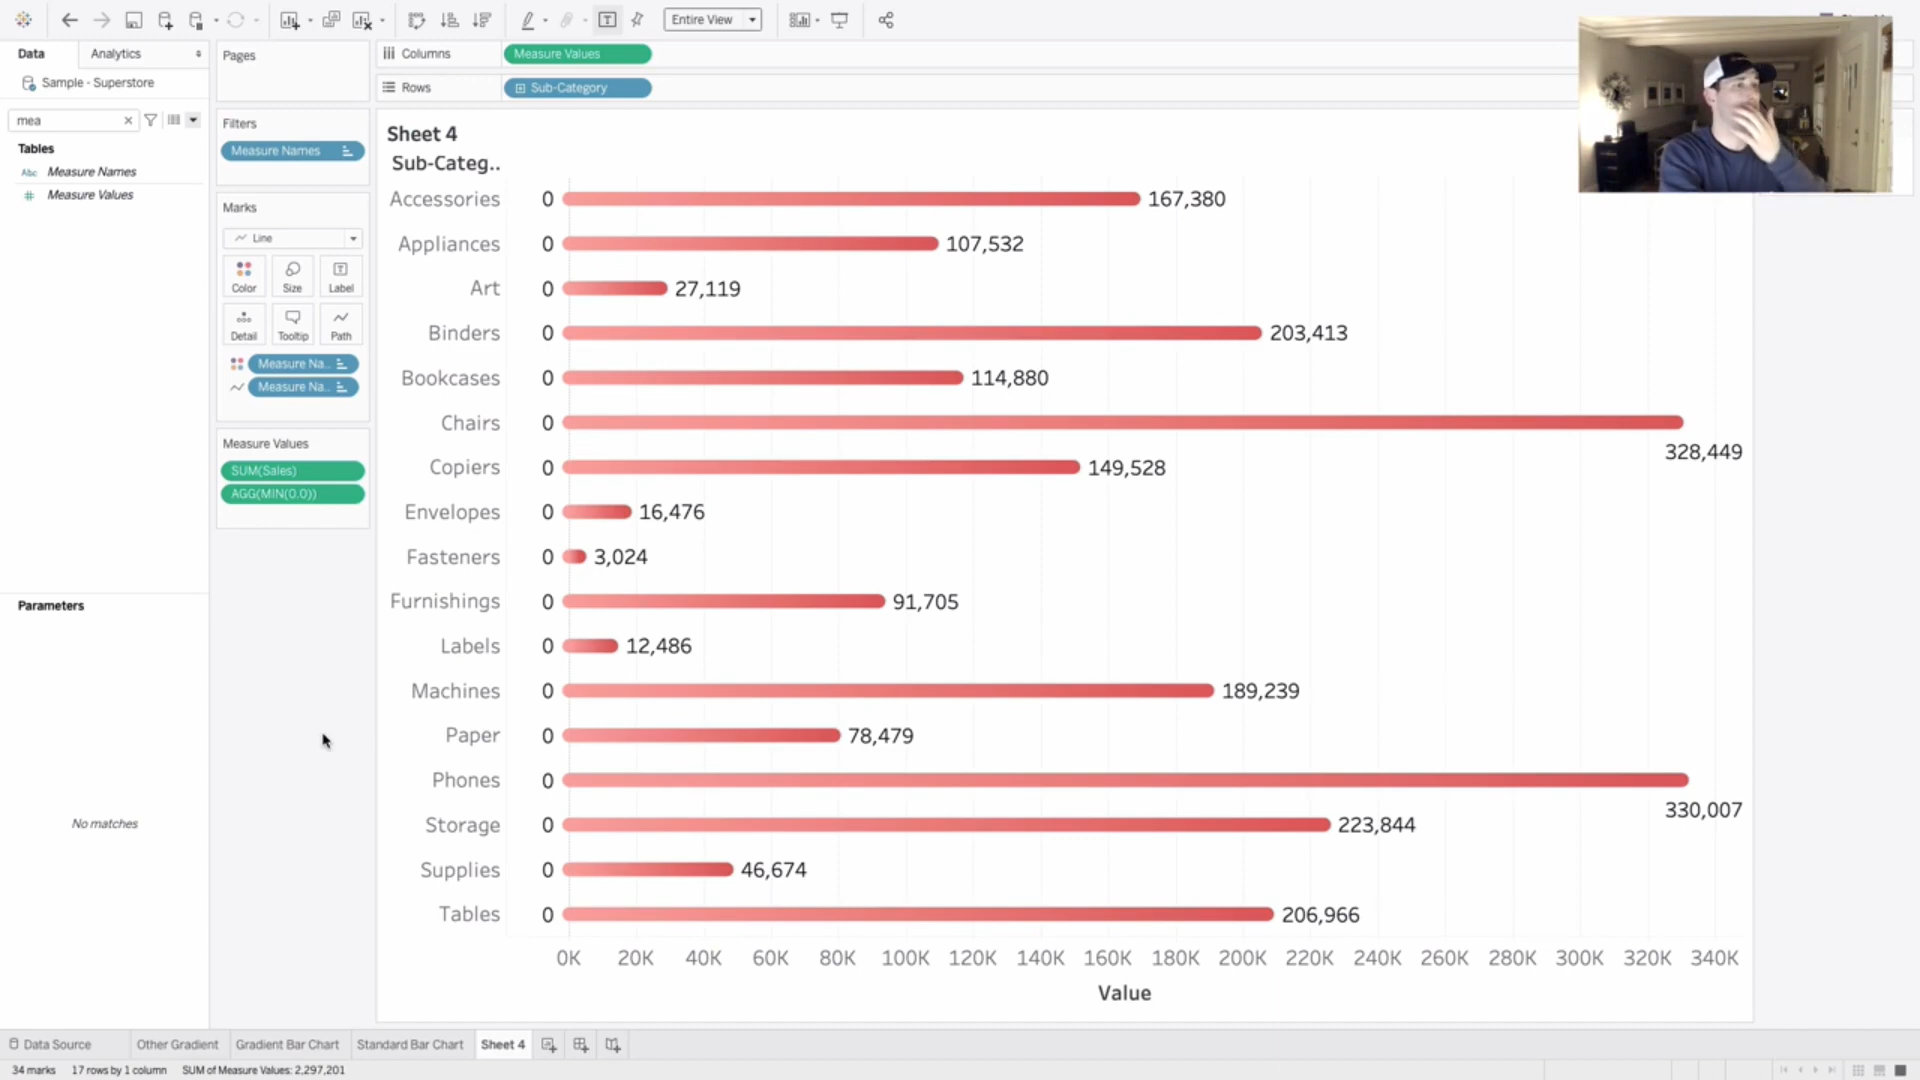 Entire View
Data
Analytics
Pages
Columns
Measure Values
Sample - Superstore
Rows
Sub-Category
mea
Filters
Measure Names
Tables
Abc Measure Names
# Measure Values
Marks
Line
Color
Size
Label
Detail
Tooltip
Path
Measure Na..
Measure Na..
Measure Values
SUM(Sales)
AGG(MIN(0.0))
Parameters
No matches
Sheet 4
Sub-Categ..
Accessories 0 167,380
Appliances 0 107,532
Art 0 27,119
Binders 0 203,413
Bookcases 0 114,880
Chairs 0
328,449
Copiers 0 149,528
Envelopes 0 16,476
Fasteners 0 3,024
Furnishings 0 91,705
Labels 0 12,486
Machines 0 189,239
Paper 0 78,479
Phones 0
330,007
Storage 0 223,844
Supplies 0 46,674
Tables 0 206,966
0K 20K 40K 60K 80K 100K 120K 140K 160K 180K 200K 220K 240K 260K 280K 300K 320K 340K
Value
Data Source
Other Gradient
Gradient Bar Chart
Standard Bar Chart
Sheet 4
34 marks 17 rows by 1 column SUM of Measure Values: 2,297,201